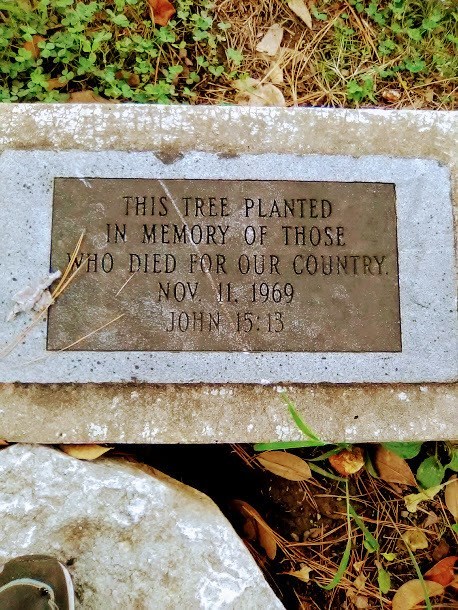 THIS TREE PLANTED
IN MEMORY OF THOSE
WHO DIED FOR OUR COUNTRY.
NOV. 11, 1969
JOHN 15:13